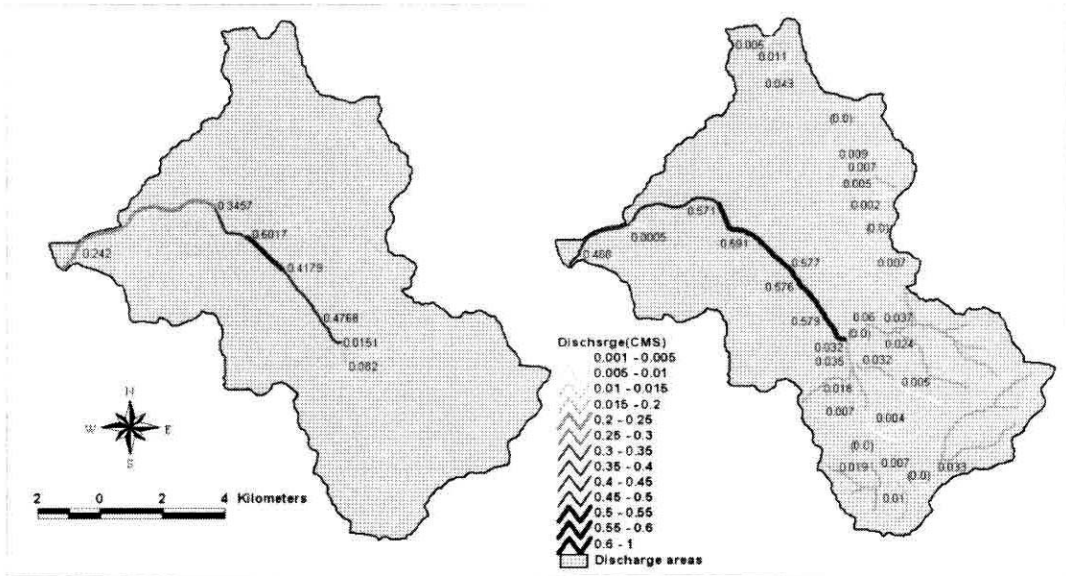 0.3457
0.6017
0.242
0.4179
0.4768
0.0151
0.082
N
W E
S
2 0 2 4 Kilometers
0.005
0.011
0.043
(0.0)
0.009
0.007
0.005
0.002
0.571
(0.0)
0.0005
0.591
0.488
0.577
0.007
0.576
0.579
0.06
0.037
(0.0)
0.032
0.024
0.035
0.032
0.018
0.005
0.007
0.004
(0.0)
0.019
0.007
0.033
(0.0)
0.01
Dischsrge(CMS)
0.001 - 0.005
0.005 - 0.01
0.01 - 0.015
0.015 - 0.2
0.2 - 0.25
0.25 - 0.3
0.3 - 0.35
0.35 - 0.4
0.4 - 0.45
0.45 - 0.5
0.5 - 0.55
0.55 - 0.6
0.6 - 1
Discharge areas